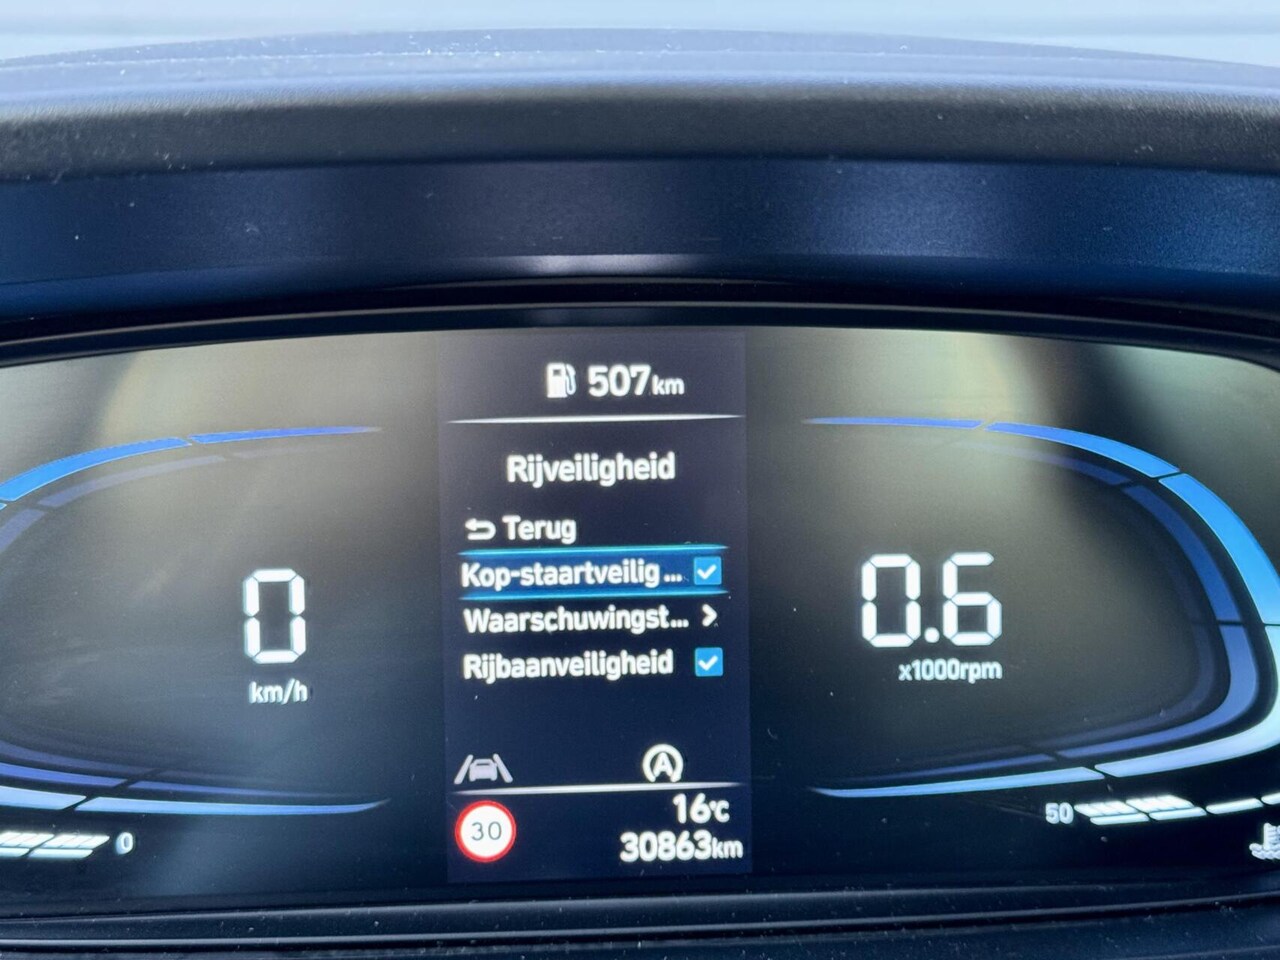 507km
Rijveiligheid
Terug
Kop-staartveilig...
Waarschuwingst...
Rijbaanveiligheid
0
km/h
0.6
x1000rpm
A
30
16°C
30863km
0
50